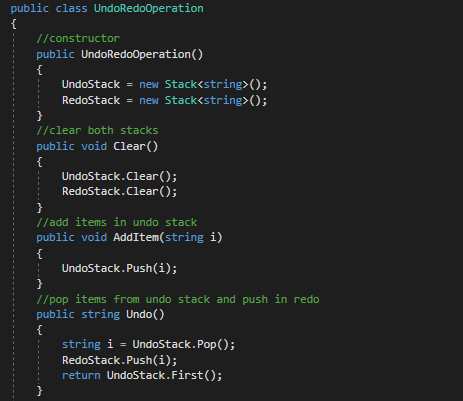 public class UndoRedoOperation
{
//constructor
public UndoRedoOperation()
{
UndoStack = new Stack<string>();
RedoStack = new Stack<string>();
}
//clear both stacks
public void Clear()
{
UndoStack.Clear();
RedoStack.Clear();
}
//add items in undo stack
public void AddItem(string i)
{
UndoStack.Push(i);
}
//pop items from undo stack and push in redo
public string Undo()
{
string i = UndoStack.Pop();
RedoStack.Push(i);
return UndoStack.First();
}